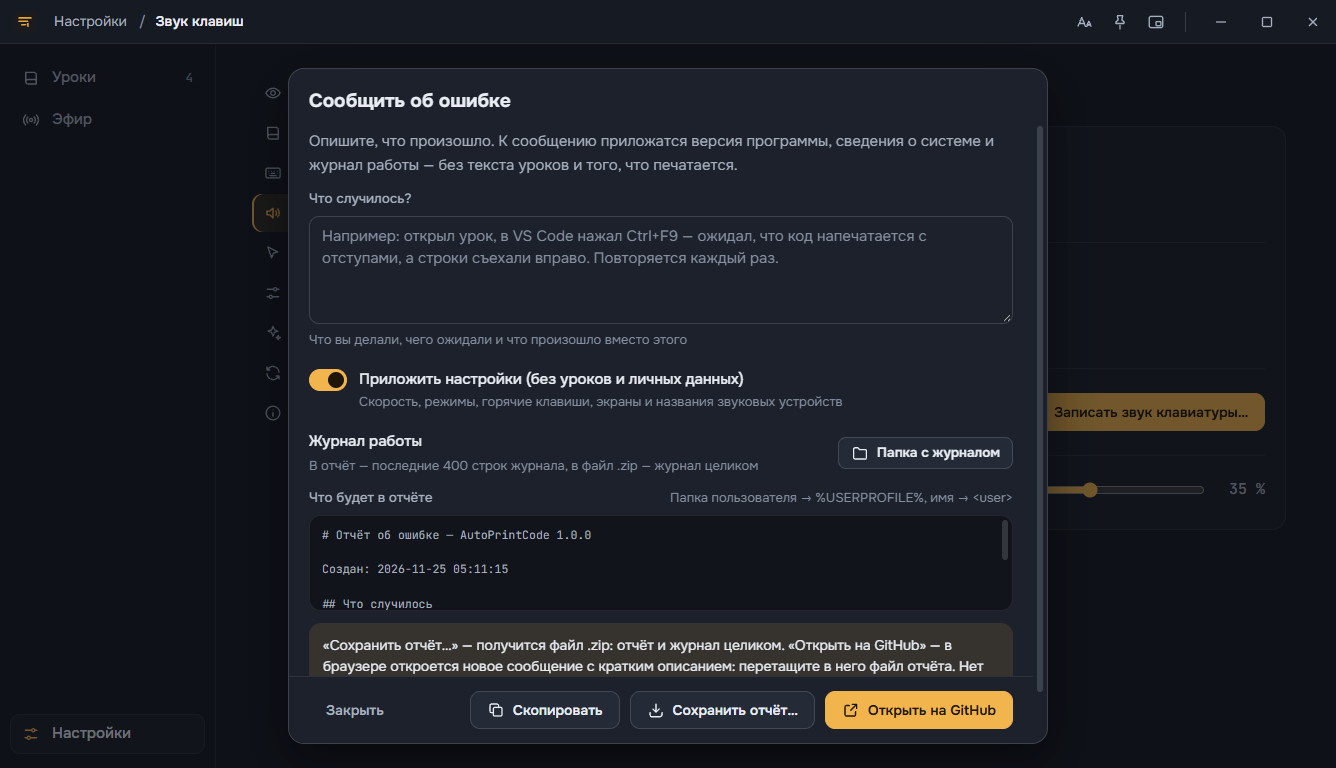 Настройки / Звук клавиш
Уроки 4
Эфир
Сообщить об ошибке
Опишите, что произошло. К сообщению приложатся версия программы, сведения о системе и
журнал работы — без текста уроков и того, что печатается.
Что случилось?
Например: открыл урок, в VS Code нажал Ctrl+F9 — ожидал, что код напечатается с
отступами, а строки съехали вправо. Повторяется каждый раз.
Что вы делали, чего ожидали и что произошло вместо этого
Приложить настройки (без уроков и личных данных)
Скорость, режимы, горячие клавиши, экраны и названия звуковых устройств
Записать звук клавиатуры...
Журнал работы
В отчёт — последние 400 строк журнала, в файл .zip — журнал целиком
Папка с журналом
35 %
Что будет в отчёте
Папка пользователя → %USERPROFILE%, имя → <user>
# Отчёт об ошибке — AutoPrintCode 1.0.0
Создан: 2026-11-25 05:11:15
## Что случилось
«Сохранить отчёт...» — получится файл .zip: отчёт и журнал целиком. «Открыть на GitHub» — в
браузере откроется новое сообщение с кратким описанием: перетащите в него файл отчёта. Нет
Закрыть
Скопировать
Сохранить отчёт...
Открыть на GitHub
Настройки